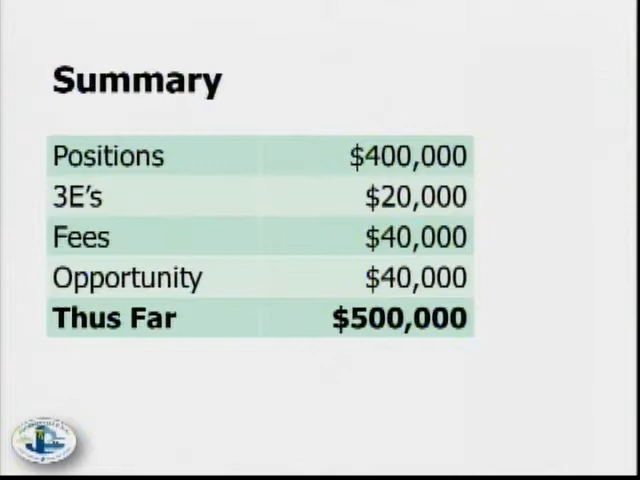 Summary
Positions $400,000
3E's $20,000
Fees $40,000
Opportunity $40,000
Thus Far $500,000